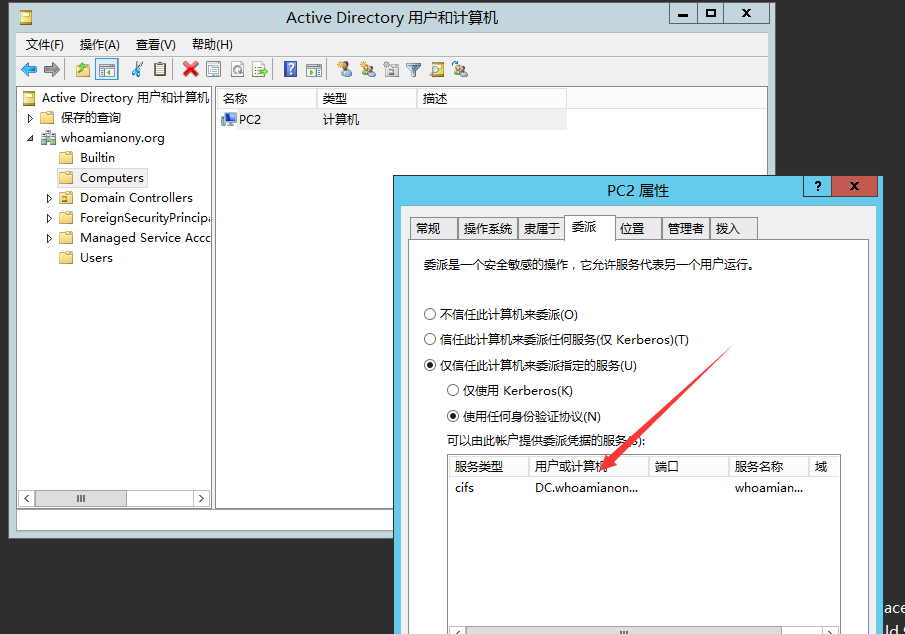 Active Directory 用户和计算机
文件(F) 操作(A) 查看(V) 帮助(H)
Active Directory 用户和计算机
保存的查询
whoamianony.org
Builtin
Computers
Domain Controllers
ForeignSecurityPrincipa
Managed Service Acco
Users
名称 类型 描述
PC2 计算机
PC2 属性
常规 操作系统 隶属于 委派 位置 管理者 拨入
委派是一个安全敏感的操作，它允许服务代表另一个用户运行。
不信任此计算机来委派(O)
信任此计算机来委派任何服务(仅 Kerberos)(T)
仅信任此计算机来委派指定的服务(U)
仅使用 Kerberos(K)
使用任何身份验证协议(N)
可以由此帐户提供委派凭据的服务(S):
服务类型 用户或计算机 端口 服务名称 域
cifs DC.whoamianon... whoamian...
ace